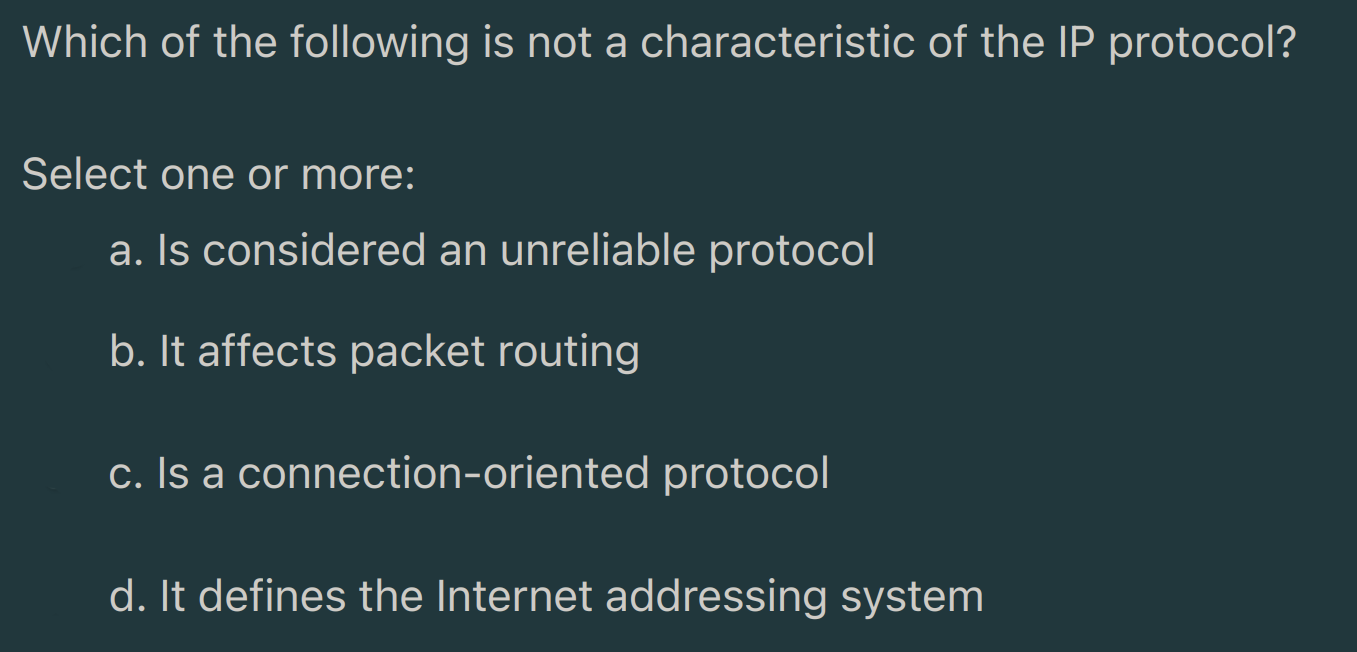 Which of the following is not a characteristic of the IP protocol?
Select one or more:
a. Is considered an unreliable protocol
b. It affects packet routing
c. Is a connection-oriented protocol
d. It defines the Internet addressing system